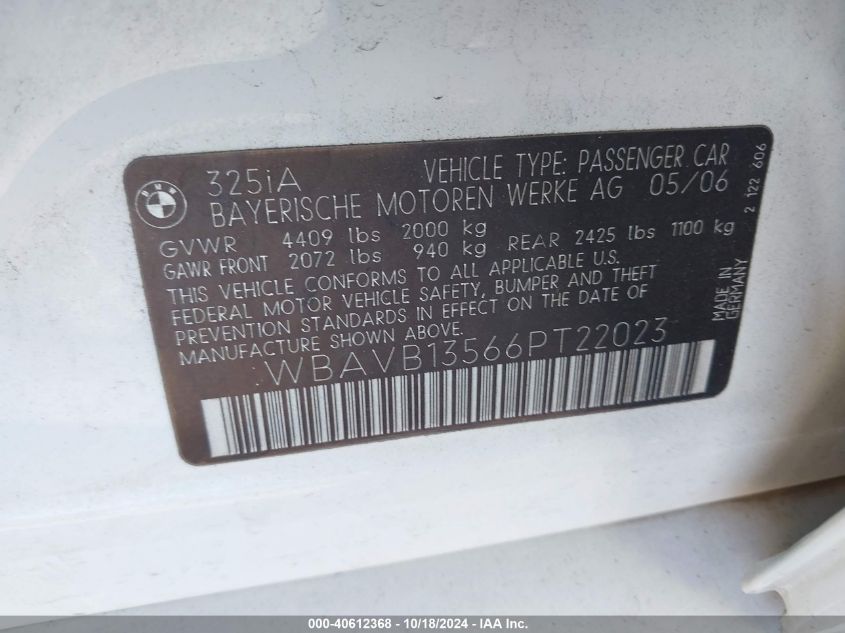 325iA VEHICLE TYPE: PASSENGER CAR
BAYERISCHE MOTOREN WERKE AG 05/06
GVWR 4409 lbs 2000 kg
GAWR FRONT 2072 lbs 940 kg REAR 2425 lbs 1100 kg
THIS VEHICLE CONFORMS TO ALL APPLICABLE U.S.
FEDERAL MOTOR VEHICLE SAFETY, BUMPER AND THEFT
PREVENTION STANDARDS IN EFFECT ON THE DATE OF
MANUFACTURE SHOWN ABOVE.
WBAVB13566PT22023
MADE IN
GERMANY
2 122 606
BMW
000-40612368 - 10/18/2024 - IAA Inc.